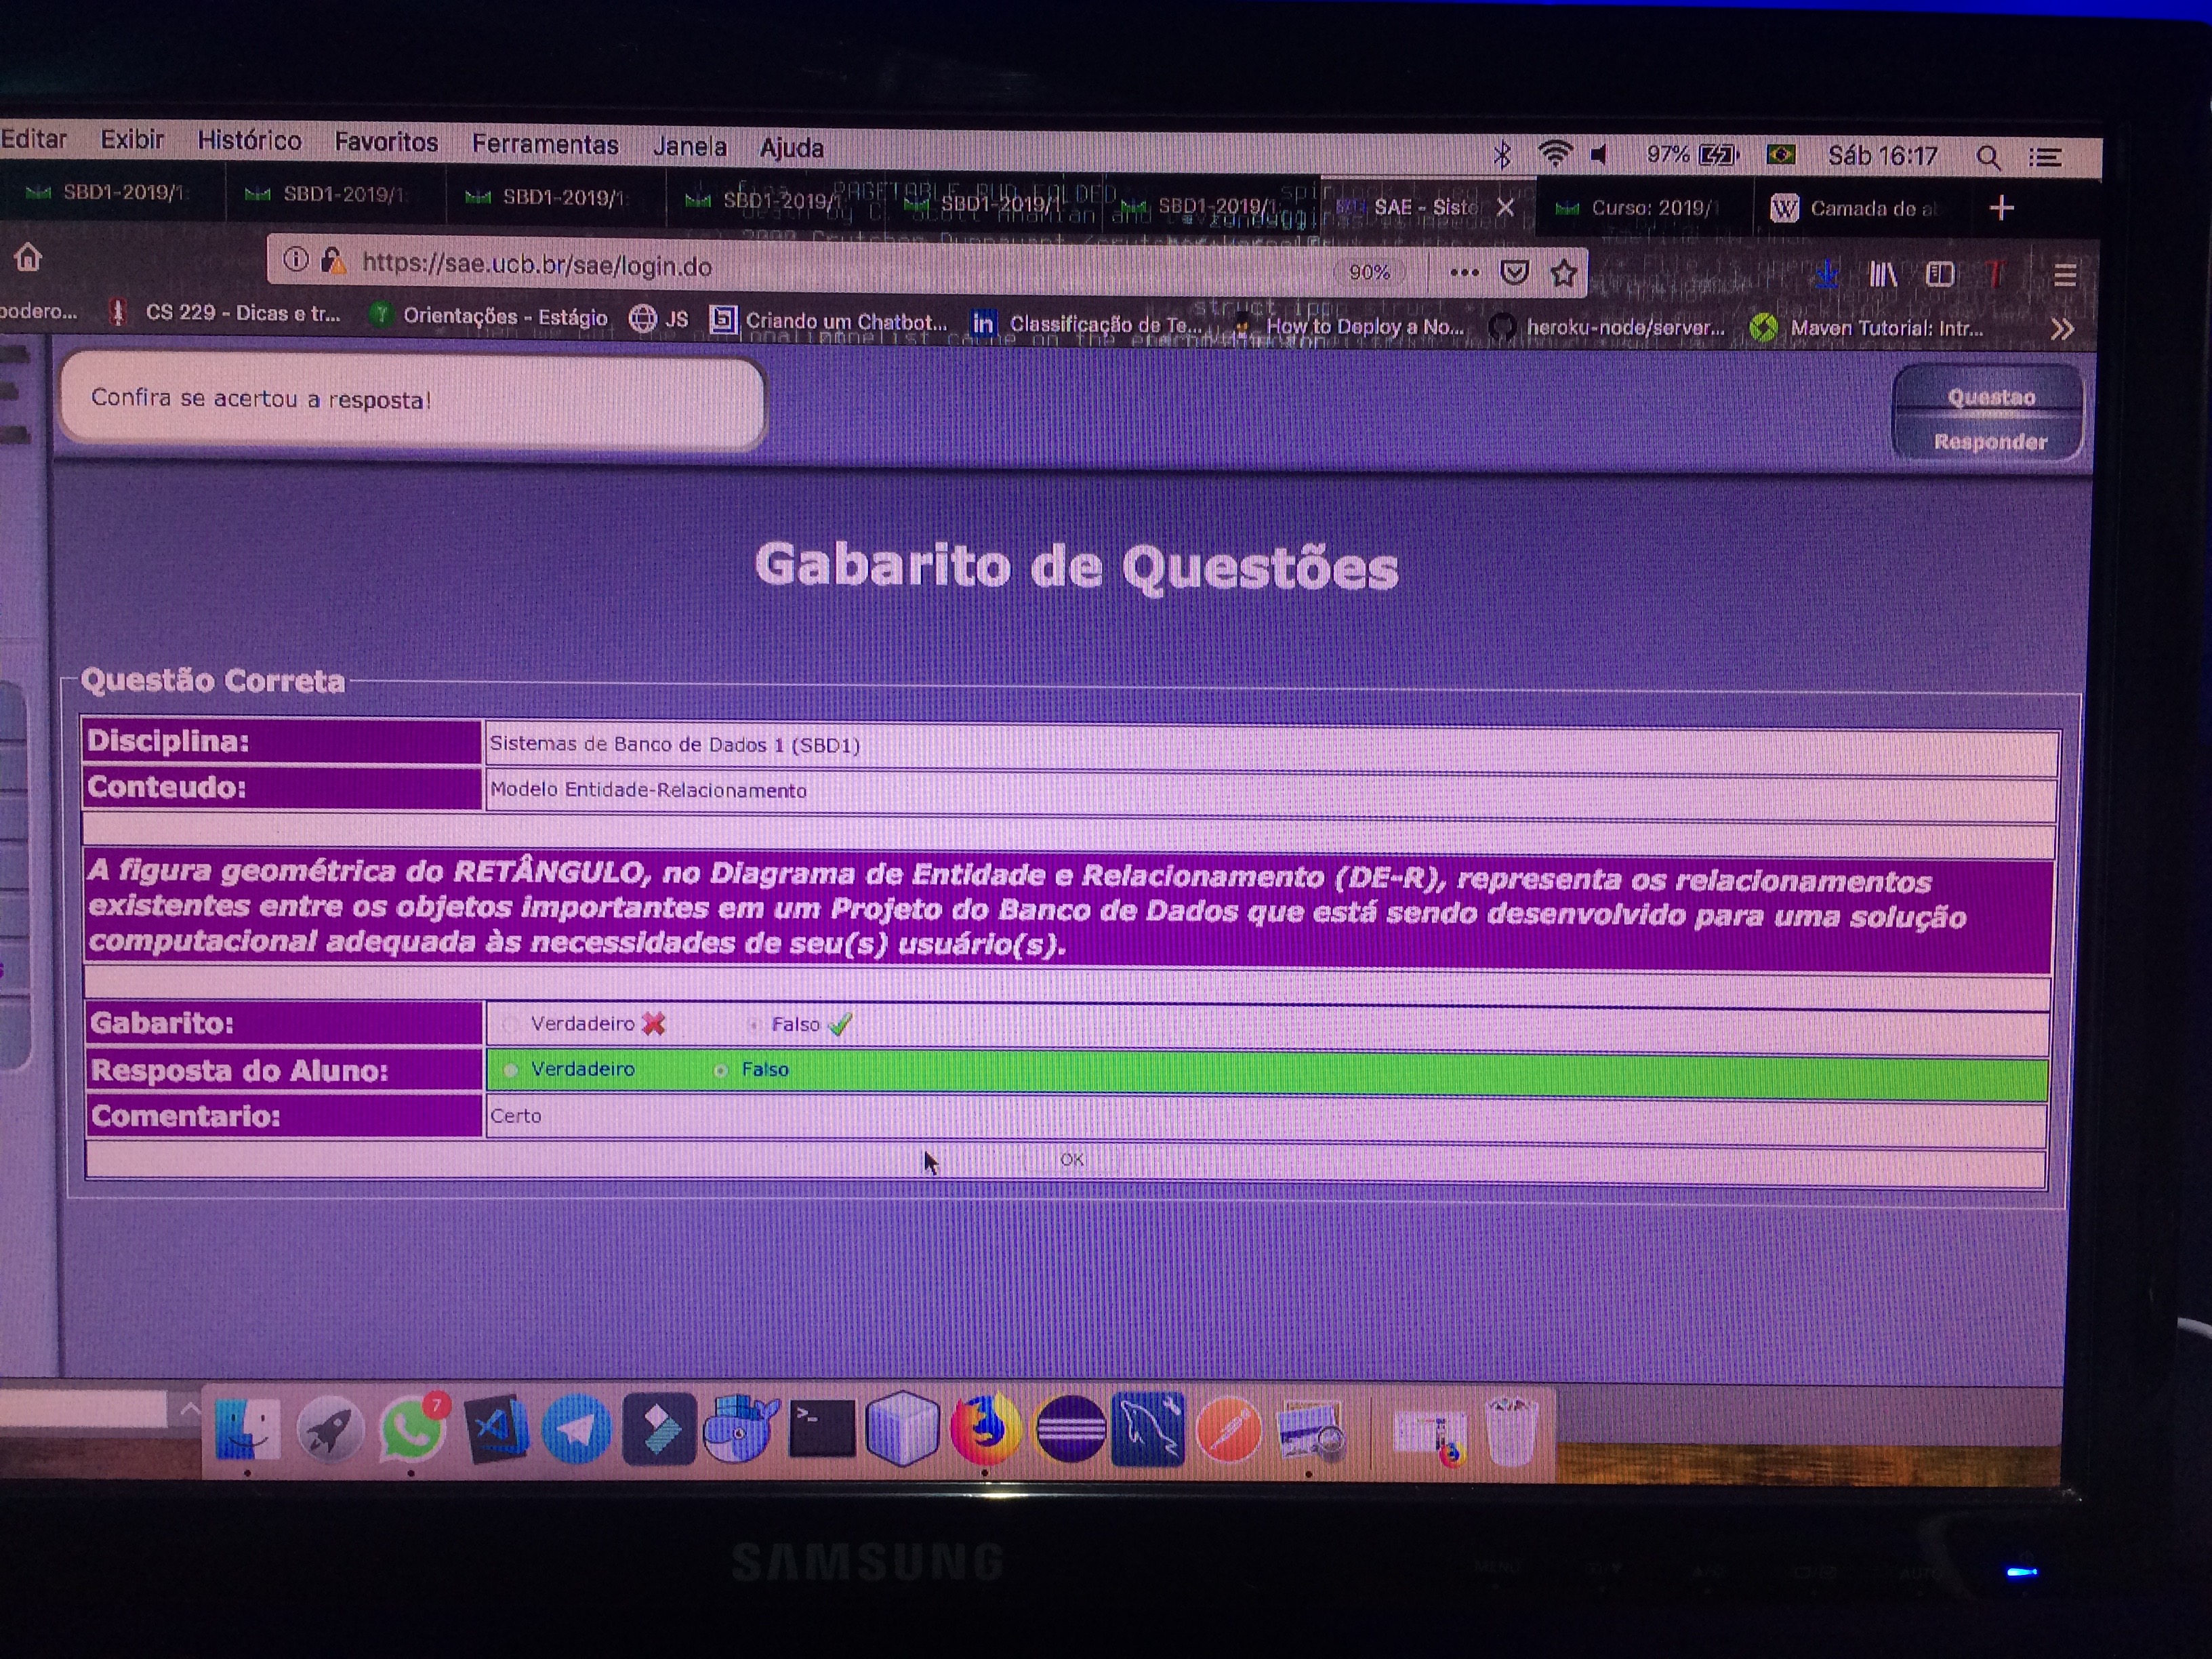 Editar Exibir Histórico Favoritos Ferramentas Janela Ajuda 97% Sáb 16:17
SBD1-2019/1 SBD1-2019/1 SBD1-2019/1 SBD1-2019/1 SBD1-2019/1 SBD1-2019/1 SAE - Siste Curso: 2019/1 Camada de a
https://sae.ucb.br/sae/login.do 90%
podero... CS 229 - Dicas e tr... Orientações - Estágio JS Criando um Chatbot... Classificação de Te... How to Deploy a No... heroku-node/server... Maven Tutorial: Intr...
Confira se acertou a resposta!
Questao
Responder
Gabarito de Questões
Questão Correta
Disciplina: Sistemas de Banco de Dados 1 (SBD1)
Conteudo: Modelo Entidade-Relacionamento
A figura geométrica do RETÂNGULO, no Diagrama de Entidade e Relacionamento (DE-R), representa os relacionamentos
existentes entre os objetos importantes em um Projeto do Banco de Dados que está sendo desenvolvido para uma solução
computacional adequada às necessidades de seu(s) usuário(s).
Gabarito: Verdadeiro Falso
Resposta do Aluno: Verdadeiro Falso
Comentario: Certo
OK
7
SAMSUNG
MENU AUTO